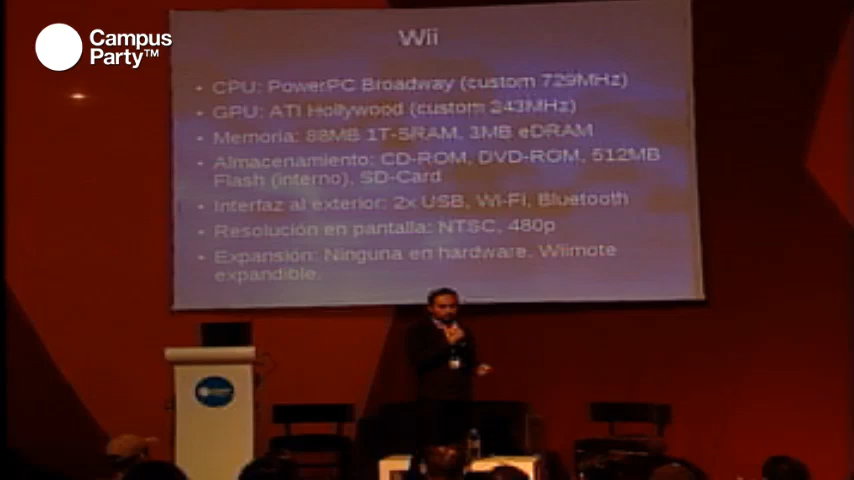 Campus
Party™
Wii
• CPU: PowerPC Broadway (custom 729MHz)
• GPU: ATI Hollywood (custom 243MHz)
• Memoria: 88MB 1T-SRAM, 3MB eDRAM
• Almacenamiento: CD-ROM, DVD-ROM, 512MB
Flash (interno), SD-Card
• Interfaz al exterior: 2x USB, Wi-Fi, Bluetooth
• Resolución en pantalla: NTSC, 480p
• Expansión: Ninguna en hardware. Wiimote
expandible.